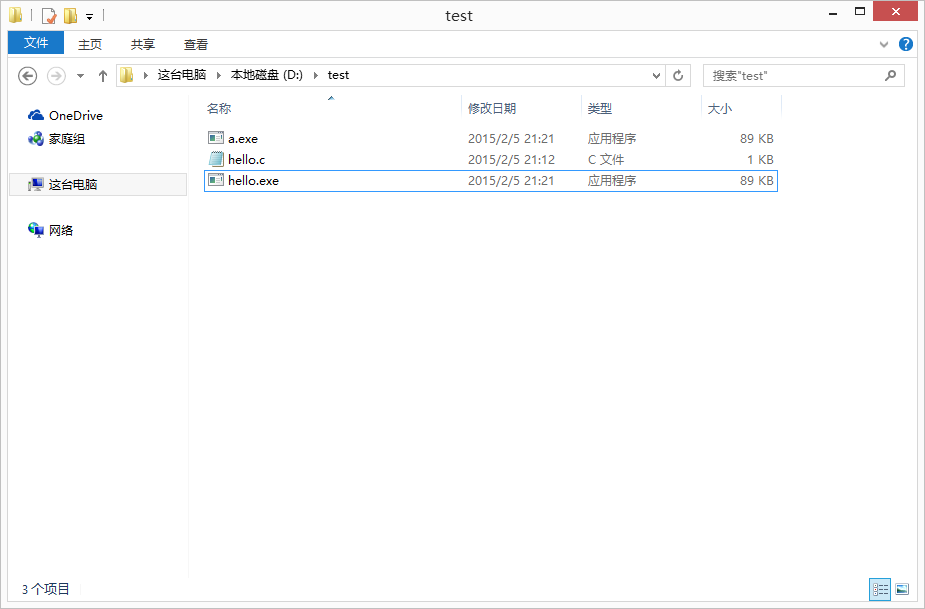 test
文件 主页 共享 查看
这台电脑 本地磁盘 (D:) test 搜索"test"
名称 修改日期 类型 大小
OneDrive
家庭组
这台电脑
网络
a.exe 2015/2/5 21:21 应用程序 89 KB
hello.c 2015/2/5 21:12 C 文件 1 KB
hello.exe 2015/2/5 21:21 应用程序 89 KB
3 个项目